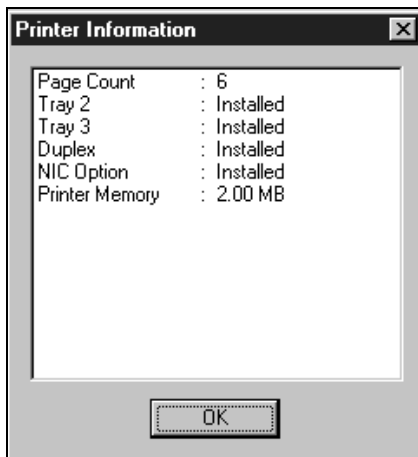 Printer Information
Page Count : 6
Tray 2 : Installed
Tray 3 : Installed
Duplex : Installed
NIC Option : Installed
Printer Memory : 2.00 MB
OK